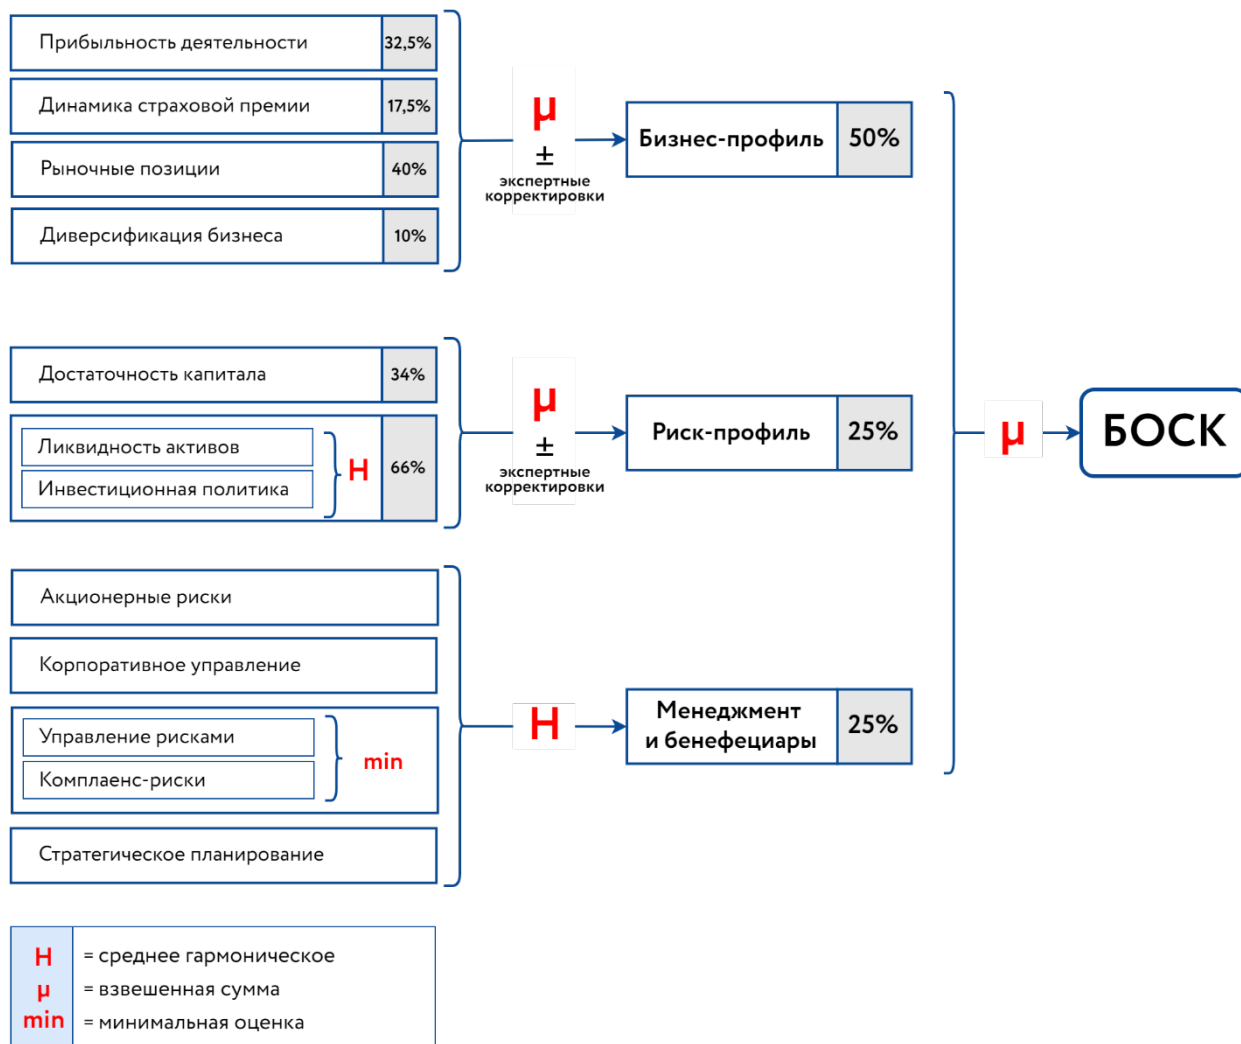 Прибыльность деятельности 32,5%
Динамика страховой премии 17,5%
Рыночные позиции 40%
Диверсификация бизнеса 10%
μ
±
экспертные
корректировки
Бизнес-профиль 50%
Достаточность капитала 34%
Ликвидность активов
Инвестиционная политика
H 66%
μ
±
экспертные
корректировки
Риск-профиль 25%
Акционерные риски
Корпоративное управление
Управление рисками
Комплаенс-риски
min
Стратегическое планирование
H
Менеджмент
и бенефециары 25%
μ
БОСК
H = среднее гармоническое
μ = взвешенная сумма
min = минимальная оценка